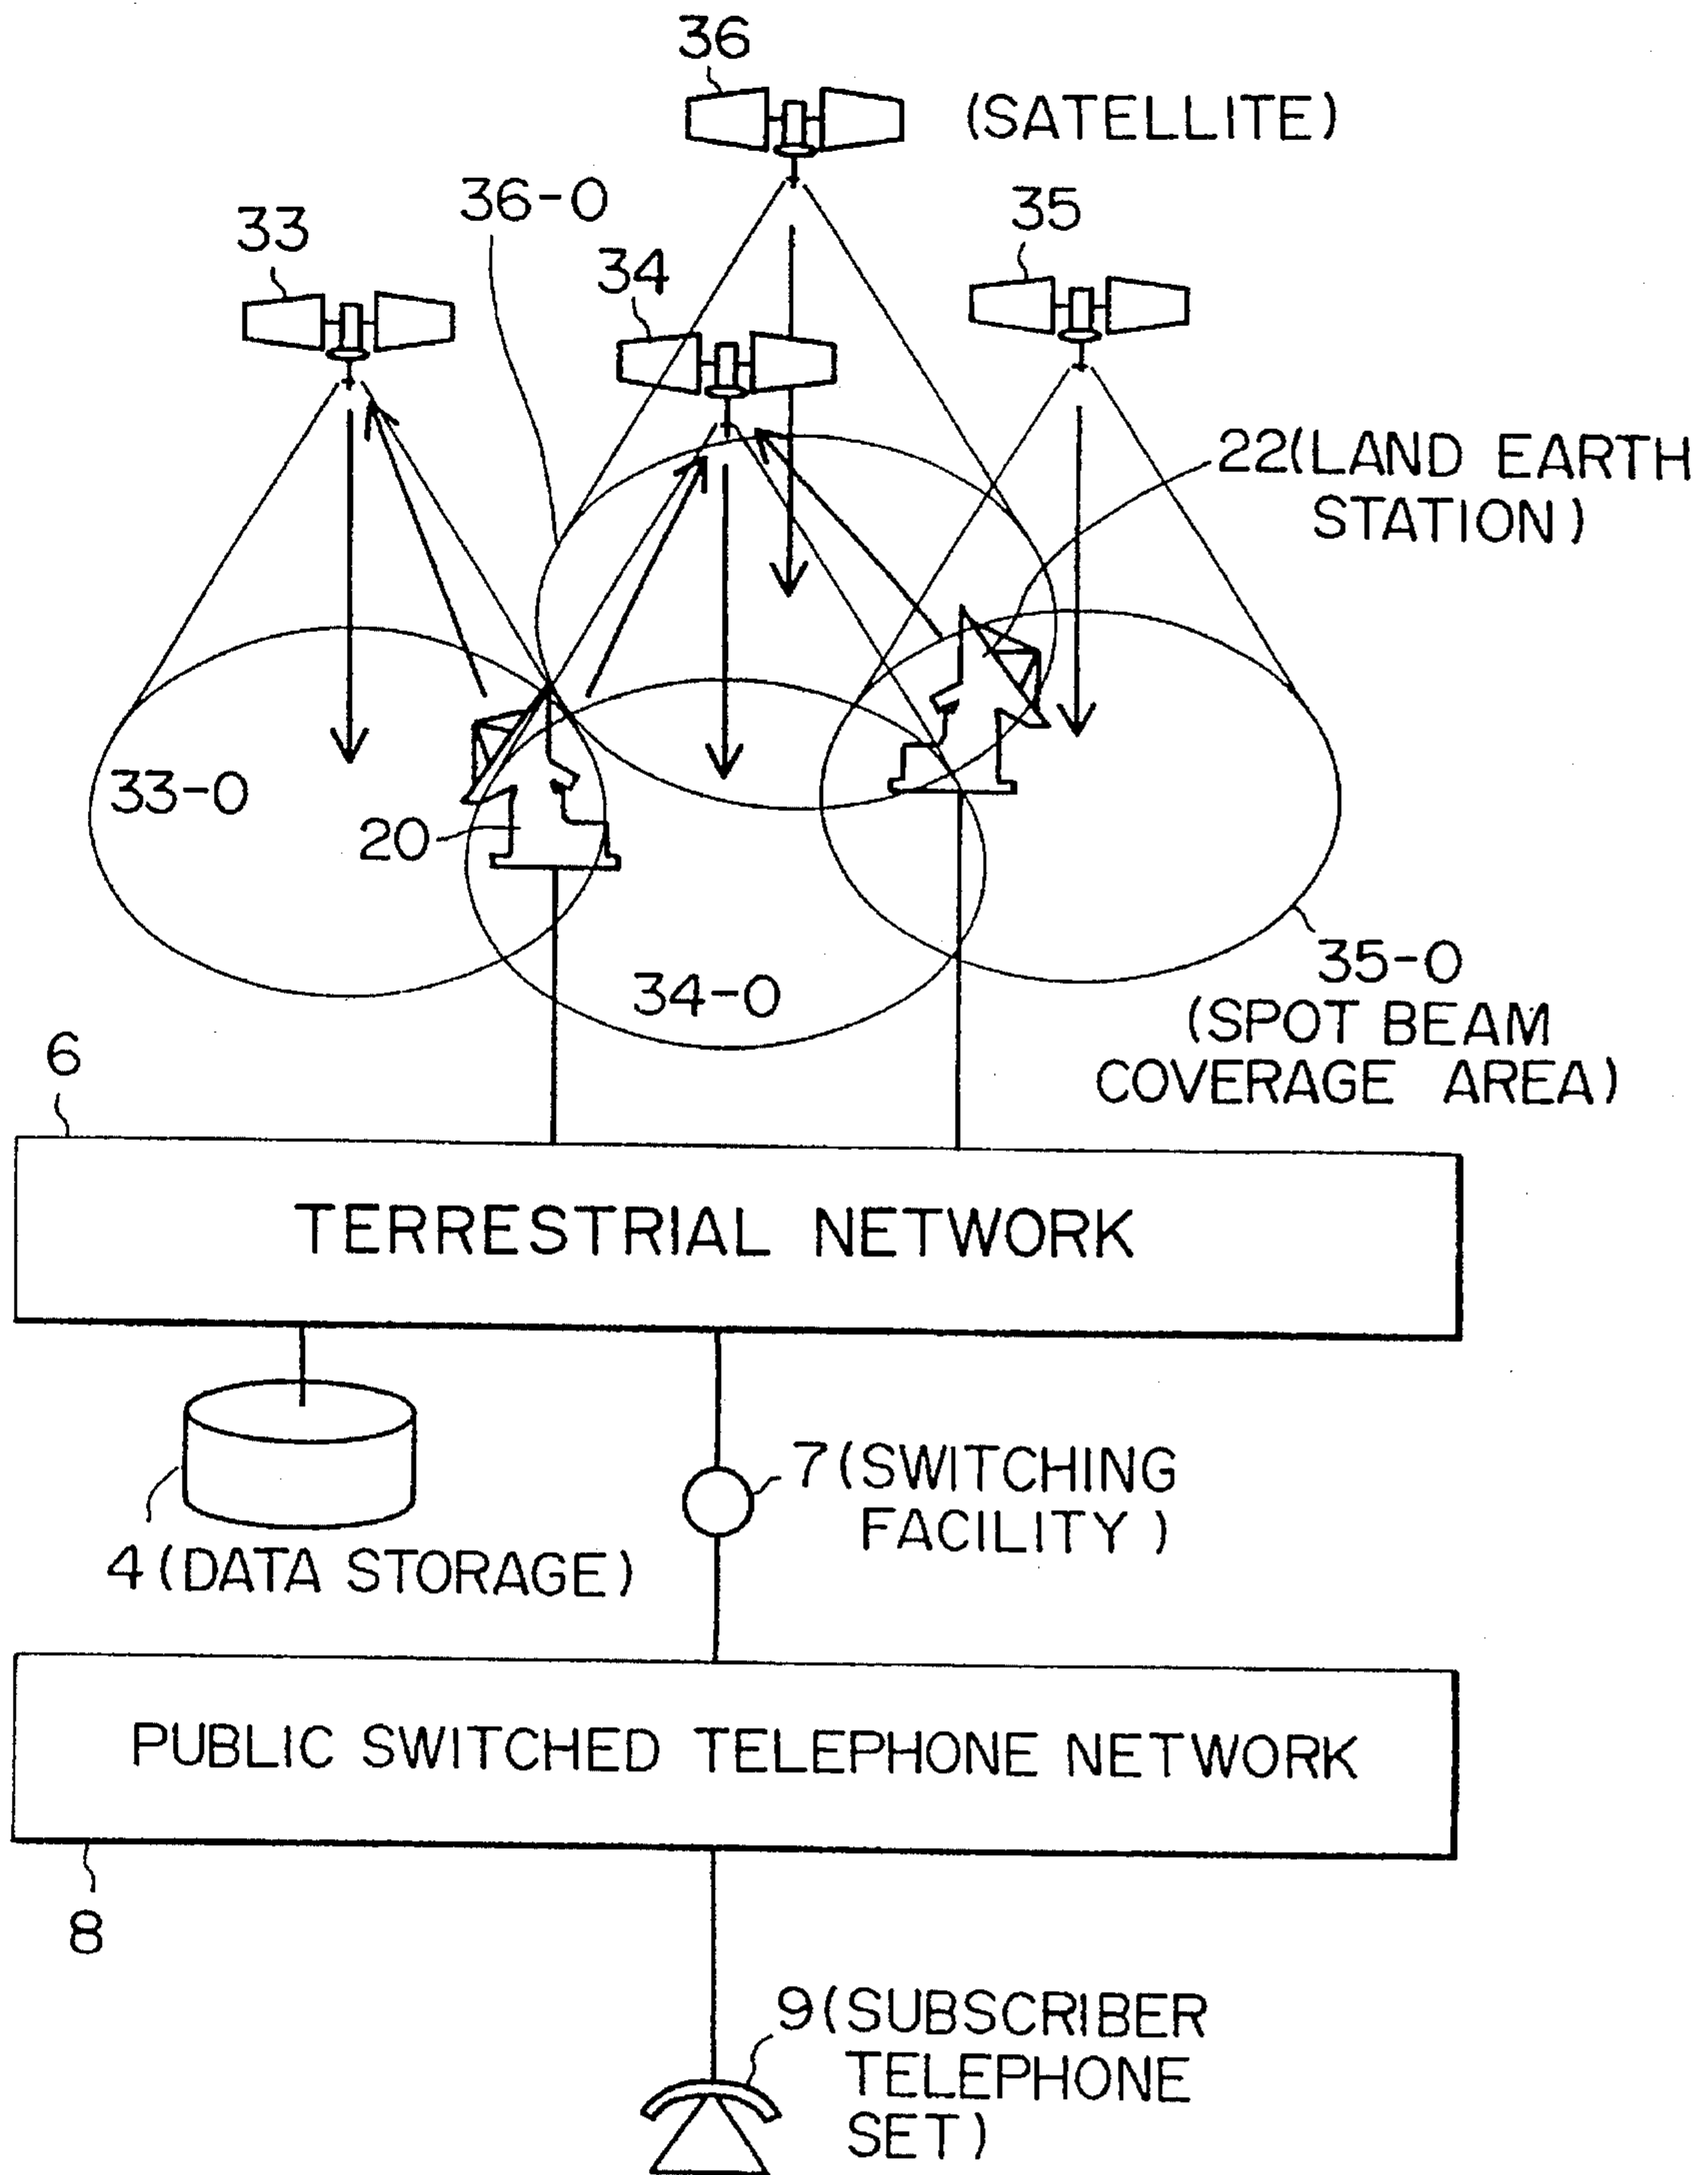 36
(SATELLITE)
36-0
35
33
34
22(LAND EARTH
STATION)
33-0
20
35-0
34-0
(SPOT BEAM
COVERAGE AREA)
6
TERRESTRIAL NETWORK
7(SWITCHING
FACILITY)
4(DATA STORAGE)
PUBLIC SWITCHED TELEPHONE NETWORK
8
9(SUBSCRIBER
TELEPHONE
SET)